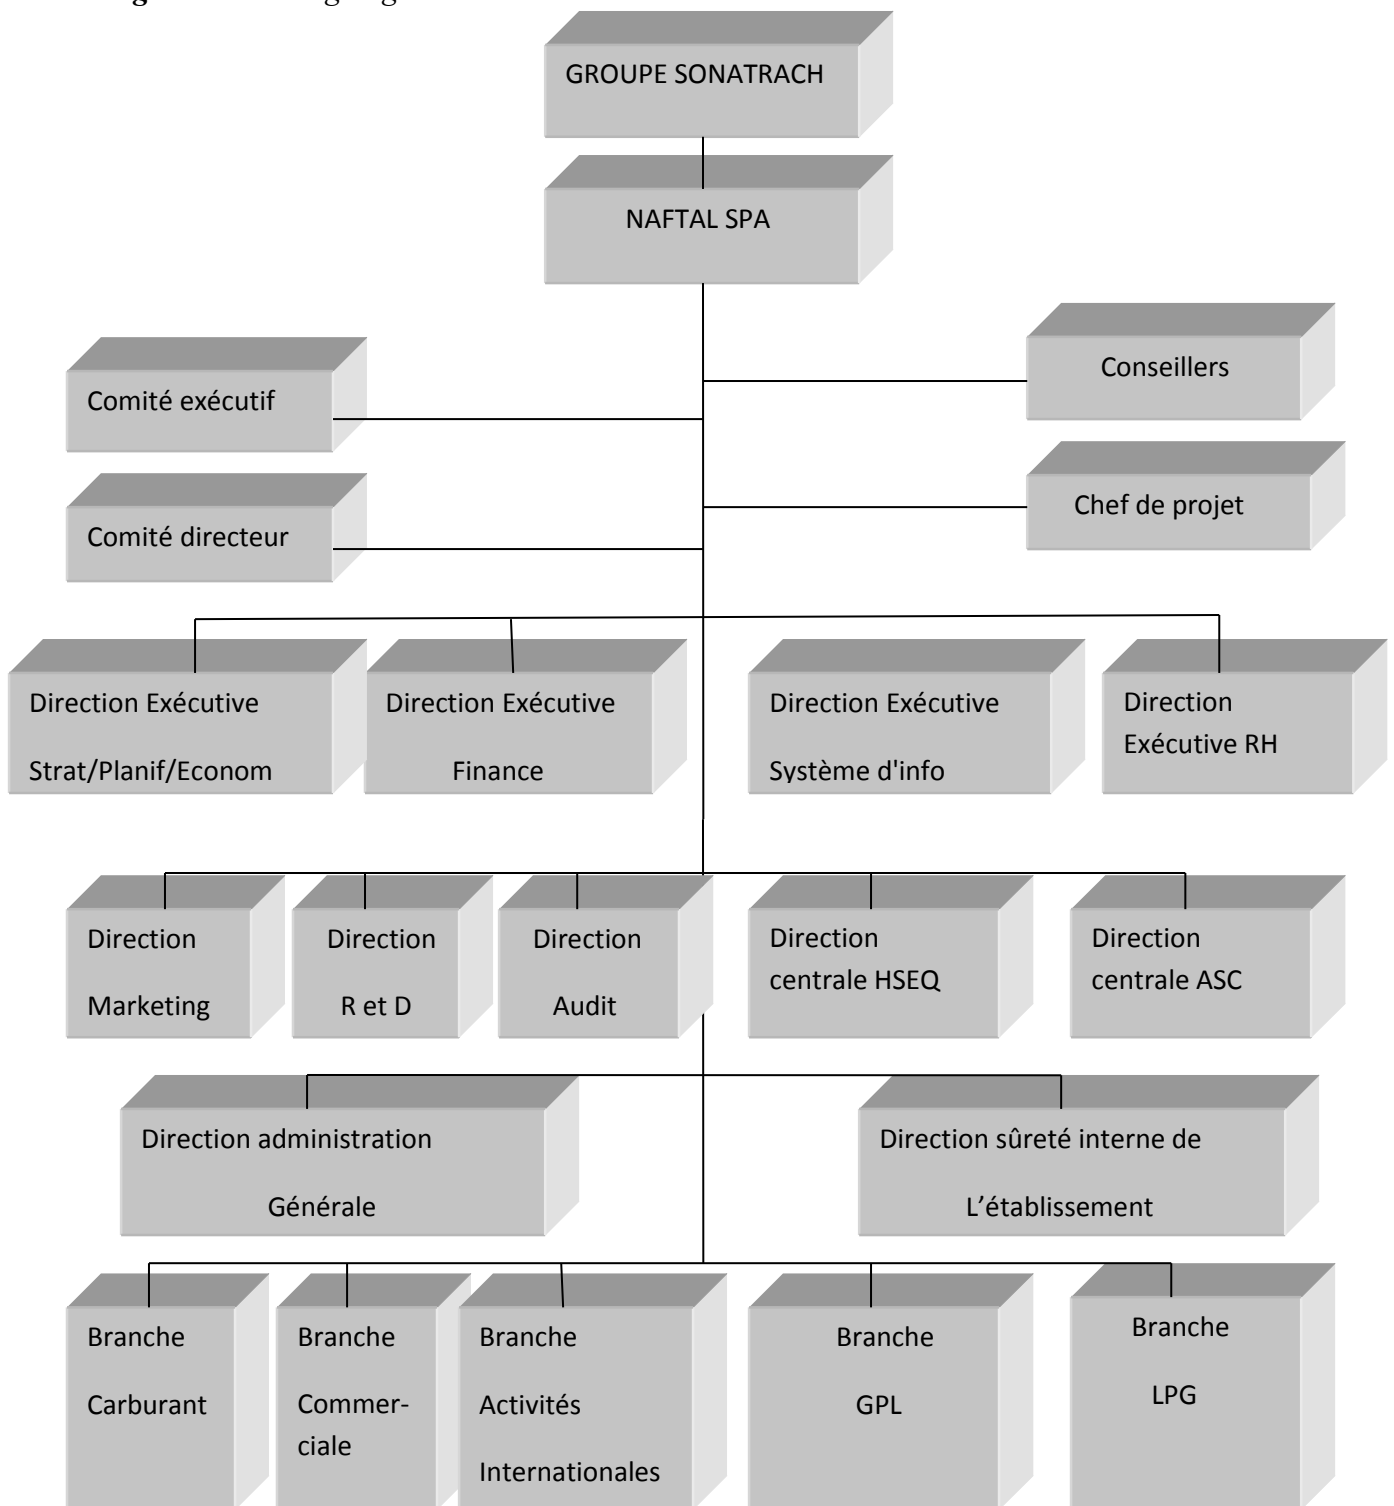 GROUPE SONATRACH
NAFTAL SPA
Conseillers
Comité exécutif
Chef de projet
Comité directeur
Direction Exécutive
Strat/Planif/Econom
Direction Exécutive
Finance
Direction Exécutive
Système d'info
Direction
Exécutive RH
Direction
Marketing
Direction
R et D
Direction
Audit
Direction
centrale HSEQ
Direction
centrale ASC
Direction administration
Générale
Direction sûreté interne de
L’établissement
Branche
Carburant
Branche
Commer-
ciale
Branche
Activités
Internationales
Branche
GPL
Branche
LPG